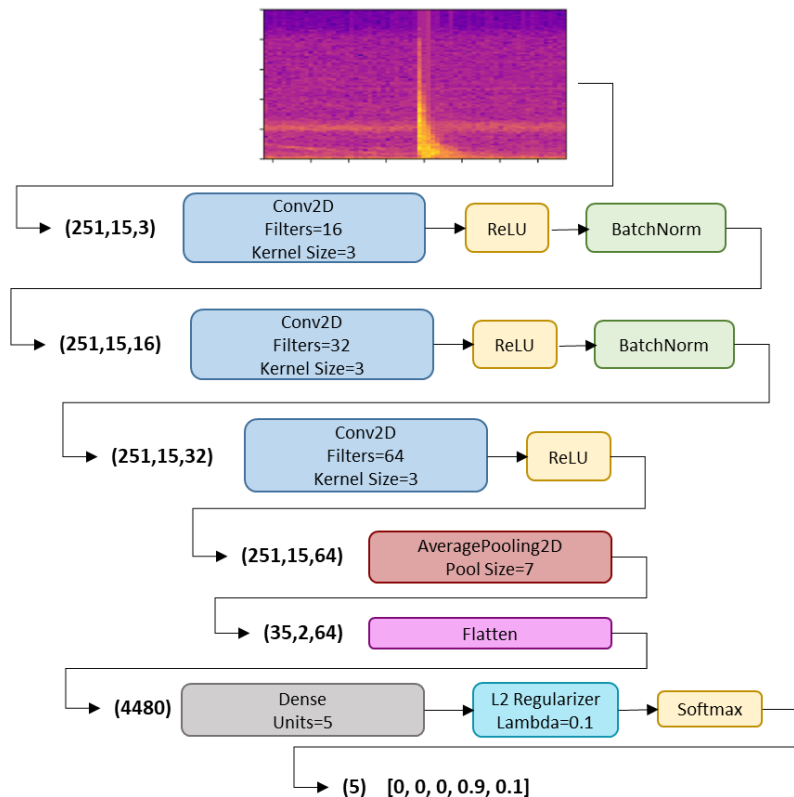 (251,15,3)
Conv2D
Filters=16
Kernel Size=3
ReLU
BatchNorm
(251,15,16)
Conv2D
Filters=32
Kernel Size=3
ReLU
BatchNorm
(251,15,32)
Conv2D
Filters=64
Kernel Size=3
ReLU
(251,15,64)
AveragePooling2D
Pool Size=7
(35,2,64)
Flatten
(4480)
Dense
Units=5
L2 Regularizer
Lambda=0.1
Softmax
(5) [0, 0, 0, 0.9, 0.1]